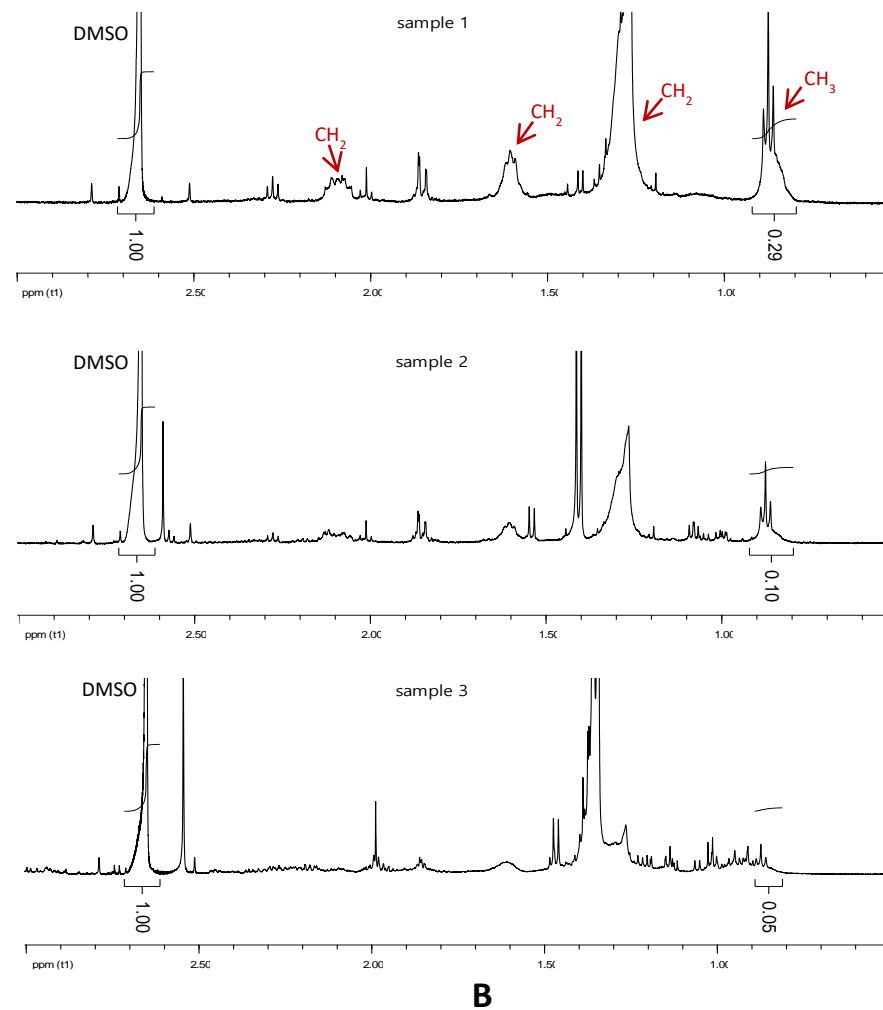 DMSO
sample 1
CH2
CH2
CH2
CH3
1.00
0.29
ppm (t1)
2.50
2.00
1.50
1.00
DMSO
sample 2
1.00
0.10
ppm (t1)
2.50
2.00
1.50
1.00
DMSO
sample 3
1.00
0.05
ppm (t1)
2.50
2.00
1.50
1.00
B